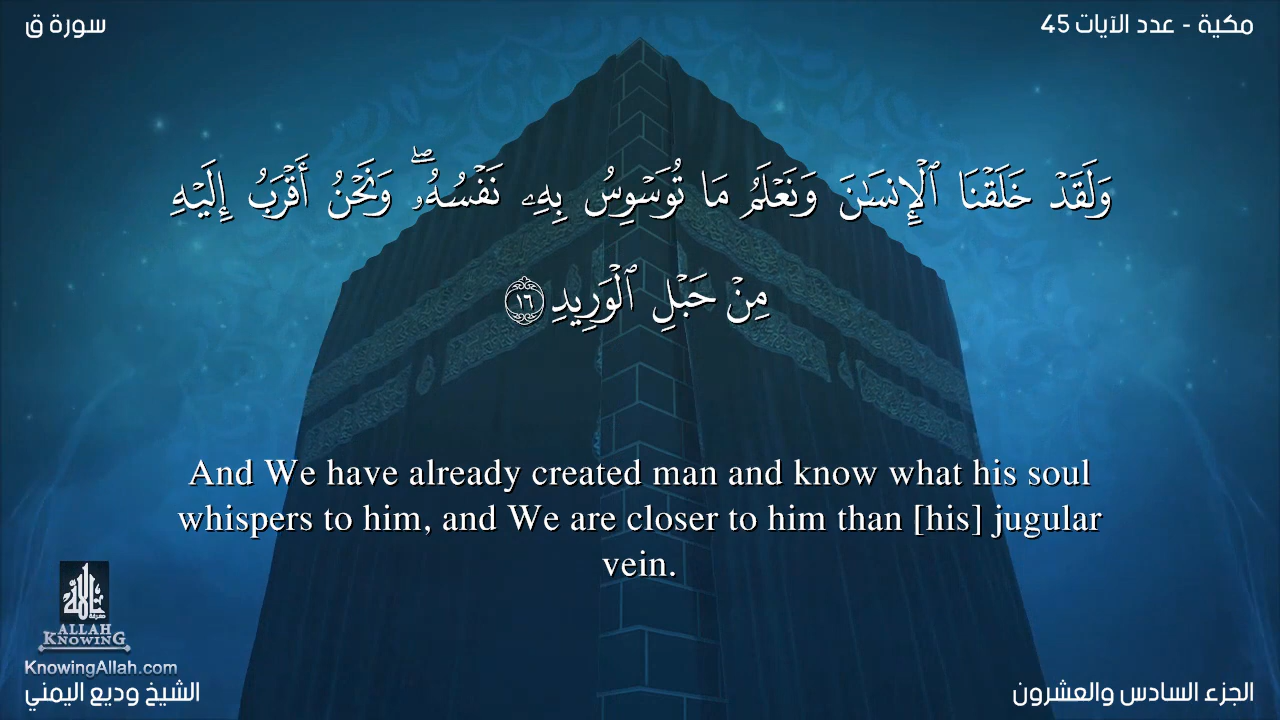 سورة ق
مكية - عدد الآيات 45
وَلَقَدْ خَلَقْنَا ٱلْإِنسَـٰنَ وَنَعْلَمُ مَا تُوَسْوِسُ بِهِۦ نَفْسُهُۥ ۖ وَنَحْنُ أَقْرَبُ إِلَيْهِ
مِنْ حَبْلِ ٱلْوَرِيدِ ١٦
And We have already created man and know what his soul
whispers to him, and We are closer to him than [his] jugular
vein.
معرفة الله
ALLAH
KNOWING
KnowingAllah.com
الشيخ وديع اليمني
الجزء السادس والعشرون